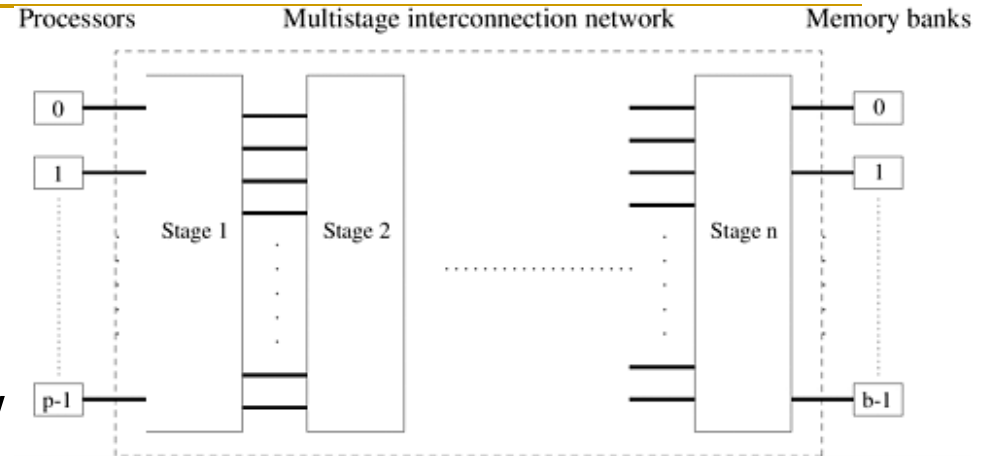 Processors Multistage interconnection network Memory banks
0 0
1 1
Stage 1 Stage 2 Stage n
p-1 b-1